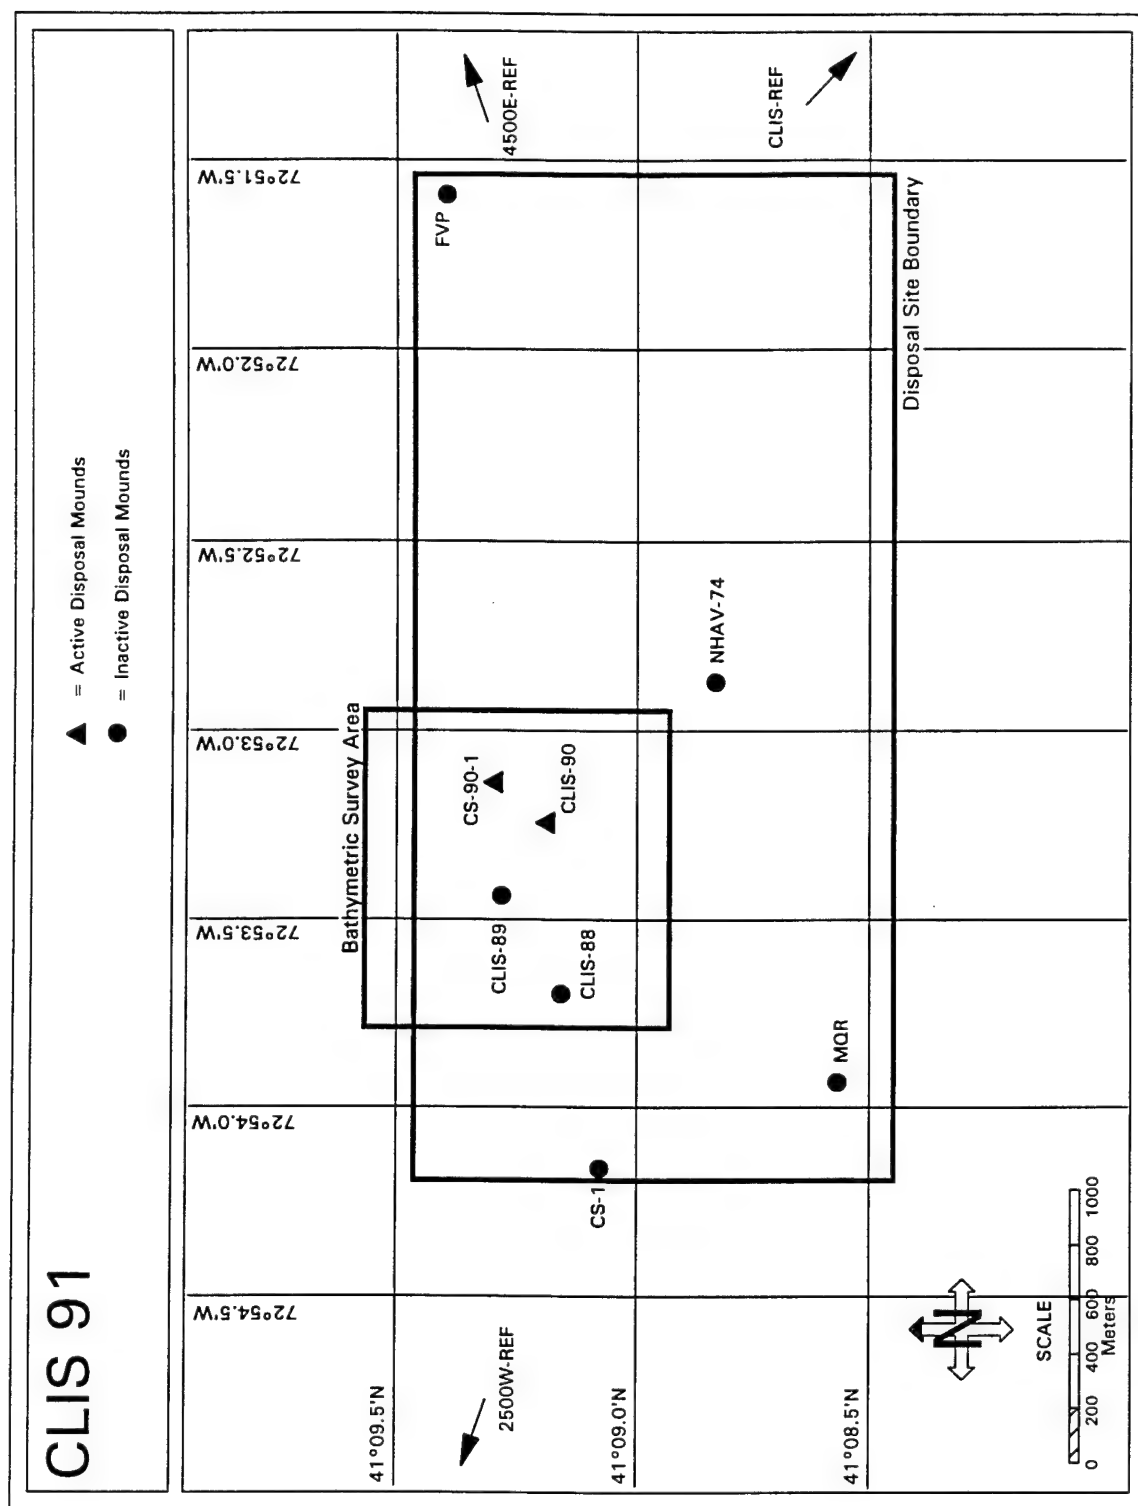 CLIS 91
▲ = Active Disposal Mounds
● = Inactive Disposal Mounds
72°54.5'W
72°54.0'W
72°53.5'W
72°53.0'W
72°52.5'W
72°52.0'W
72°51.5'W
Bathymetric Survey Area
41°09.5'N
2500W-REF
FVP
4500E-REF
CS-90-1
CLIS-89
CLIS-90
CLIS-88
CS-1
41°09.0'N
NHAV-74
CLIS-REF
MQR
41°08.5'N
Disposal Site Boundary
N
SCALE
0 200 400 600 800 1000
Meters